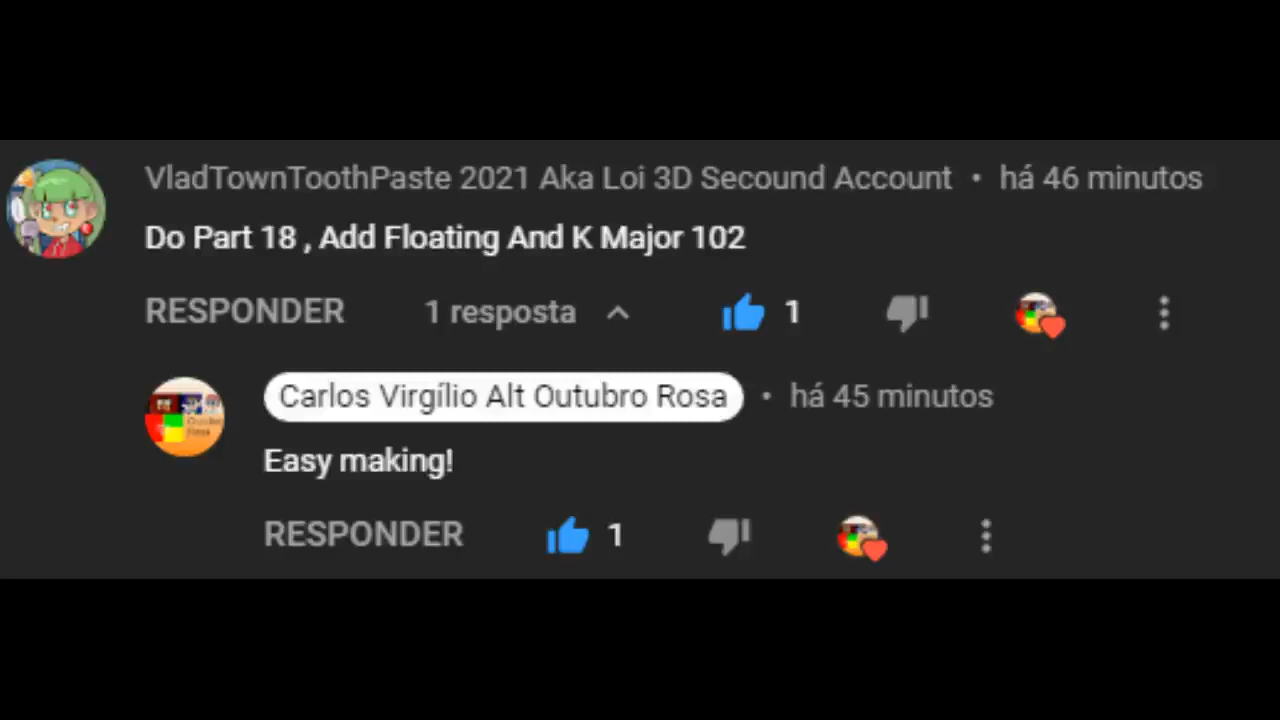 VladTownToothPaste 2021 Aka Loi 3D Secound Account • há 46 minutos
Do Part 18 , Add Floating And K Major 102
RESPONDER 1 resposta 1
Carlos Virgílio Alt Outubro Rosa • há 45 minutos
Easy making!
RESPONDER 1